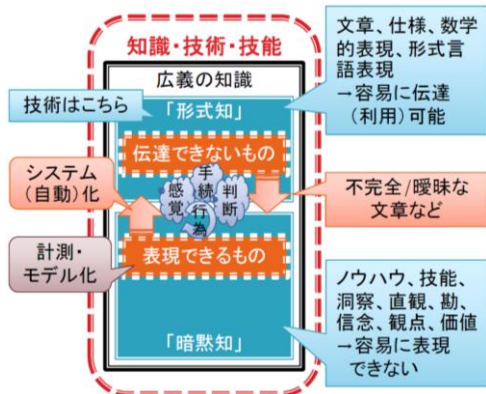 知識・技術・技能
広義の知識
「形式知」
伝達できないもの
感覚
手続
判断
行為
表現できるもの
「暗黙知」
技術はこちら
システム
(自動)化
計測・
モデル化
文章、仕様、数学
的表現、形式言
語表現
→容易に伝達
(利用)可能
不完全/曖昧な
文章など
ノウハウ、技能、
洞察、直観、勘、
信念、観点、価値
→容易に表現
できない